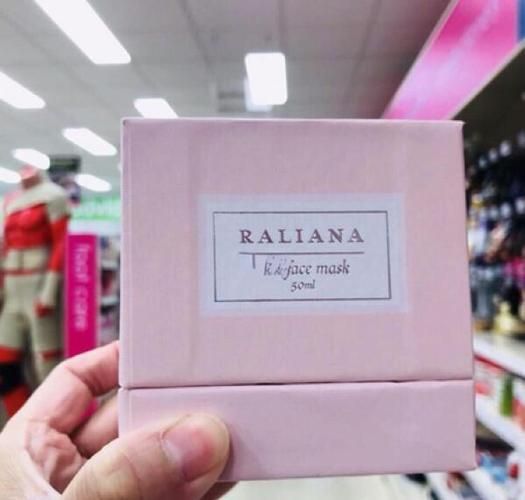 RALIANA
face mask
50ml
foot care